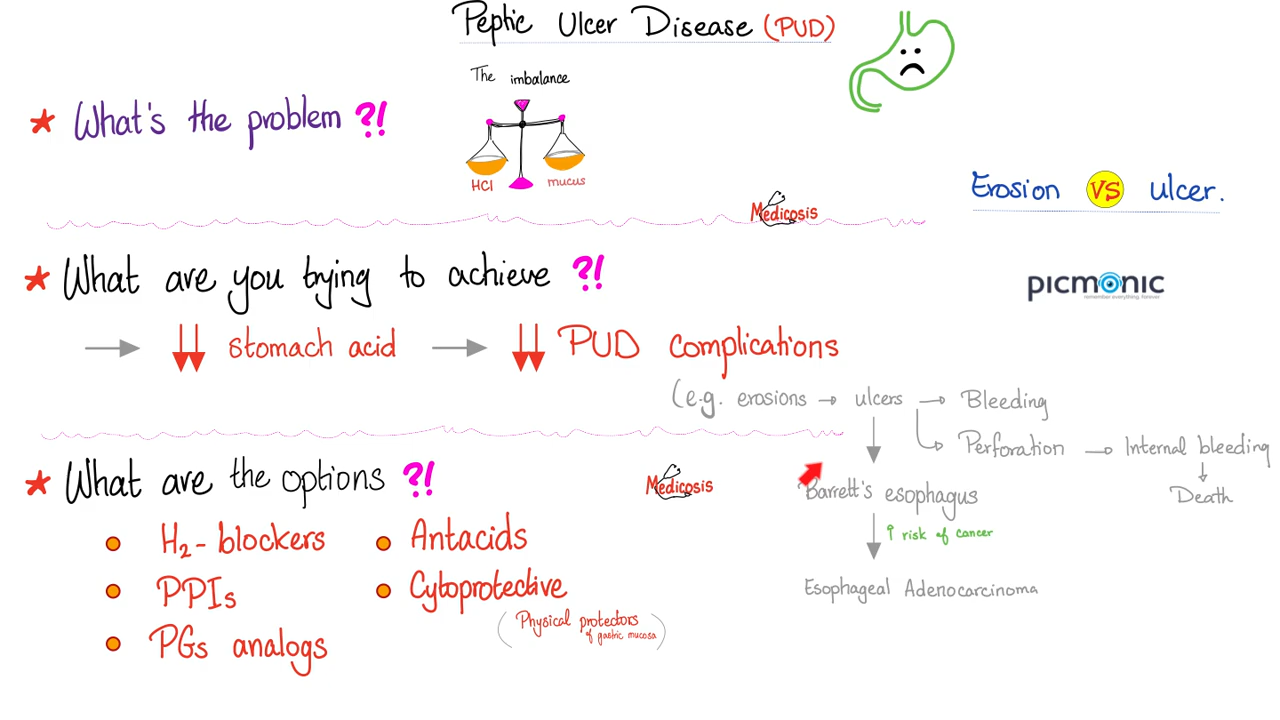 Peptic Ulcer Disease (PUD)
The imbalance
* What's the problem ?!
HCl
mucus
Medicosis
Erosion VS ulcer.
* What are you trying to achieve ?!
picmonic
remember everything, forever
→ ↓↓ stomach acid → ↓↓ PUD complications
(e.g. erosions → ulcers → Bleeding
Perforation → Internal bleeding
* What are the options ?!
Medicosis
Barrett's esophagus
Death
↑ risk of cancer
H2-blockers
Antacids
PPIs
Cytoprotective
Esophageal Adenocarcinoma
(Physical protectors
of gastric mucosa)
PGs analogs